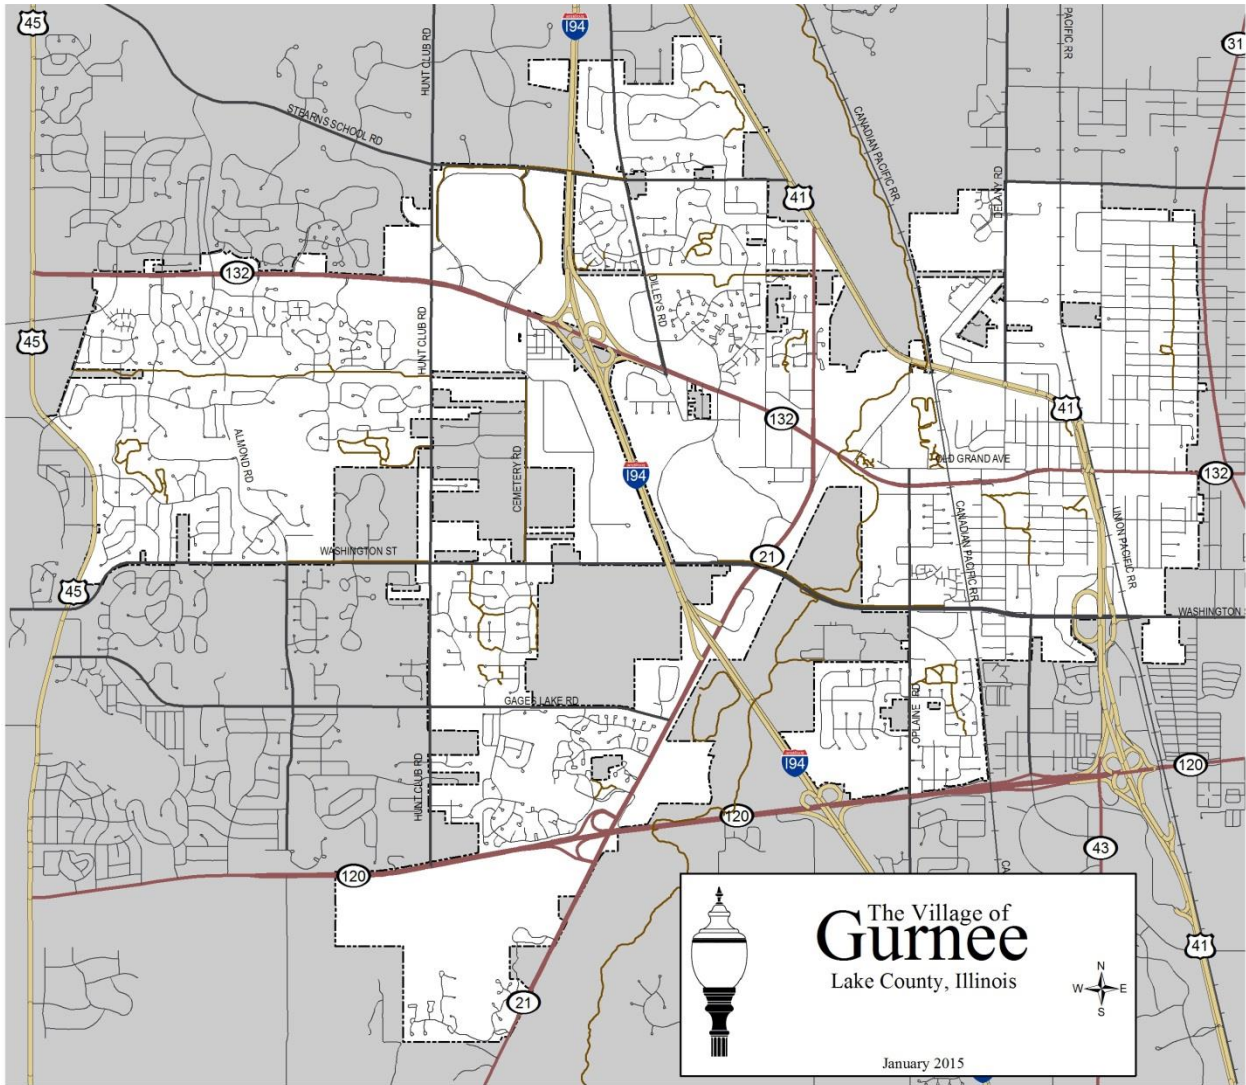 45
I94
PACIFIC RR
31
HUNT CLUB RD
STEARNS SCHOOL RD
CANADIAN PACIFIC RR
41
DELANY RD
132
DILLEYS RD
45
HUNT CLUB RD
41
132
ALMOND RD
OLD GRAND AVE
132
I94
CEMETERY RD
CANADIAN PACIFIC RR
UNION PACIFIC RR
WASHINGTON ST
21
45
WASHINGTON
GAGES LAKE RD
OPLAINE RD
HUNT CLUB RD
I94
120
120
43
120
CA
41
21
The Village of
Gurnee
Lake County, Illinois
N
W E
S
January 2015